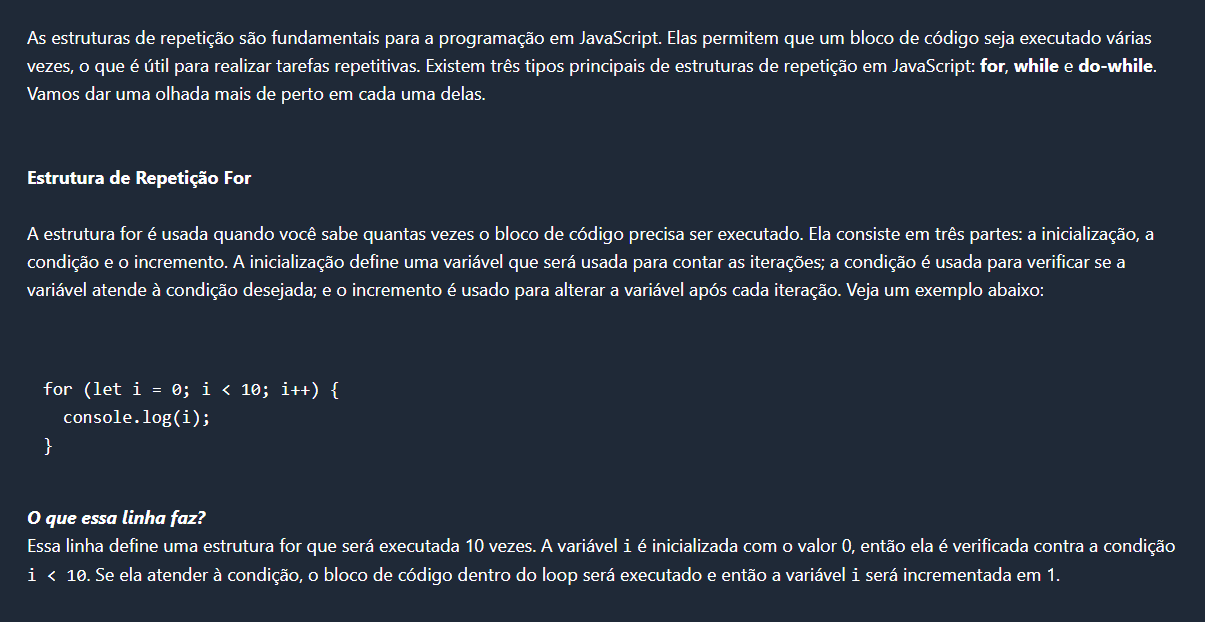 As estruturas de repetição são fundamentais para a programação em JavaScript. Elas permitem que um bloco de código seja executado várias
vezes, o que é útil para realizar tarefas repetitivas. Existem três tipos principais de estruturas de repetição em JavaScript: for, while e do-while.
Vamos dar uma olhada mais de perto em cada uma delas.
Estrutura de Repetição For
A estrutura for é usada quando você sabe quantas vezes o bloco de código precisa ser executado. Ela consiste em três partes: a inicialização, a
condição e o incremento. A inicialização define uma variável que será usada para contar as iterações; a condição é usada para verificar se a
variável atende à condição desejada; e o incremento é usado para alterar a variável após cada iteração. Veja um exemplo abaixo:
for (let i = 0; i < 10; i++) {
  console.log(i);
}
O que essa linha faz?
Essa linha define uma estrutura for que será executada 10 vezes. A variável i é inicializada com o valor 0, então ela é verificada contra a condição
i < 10. Se ela atender à condição, o bloco de código dentro do loop será executado e então a variável i será incrementada em 1.